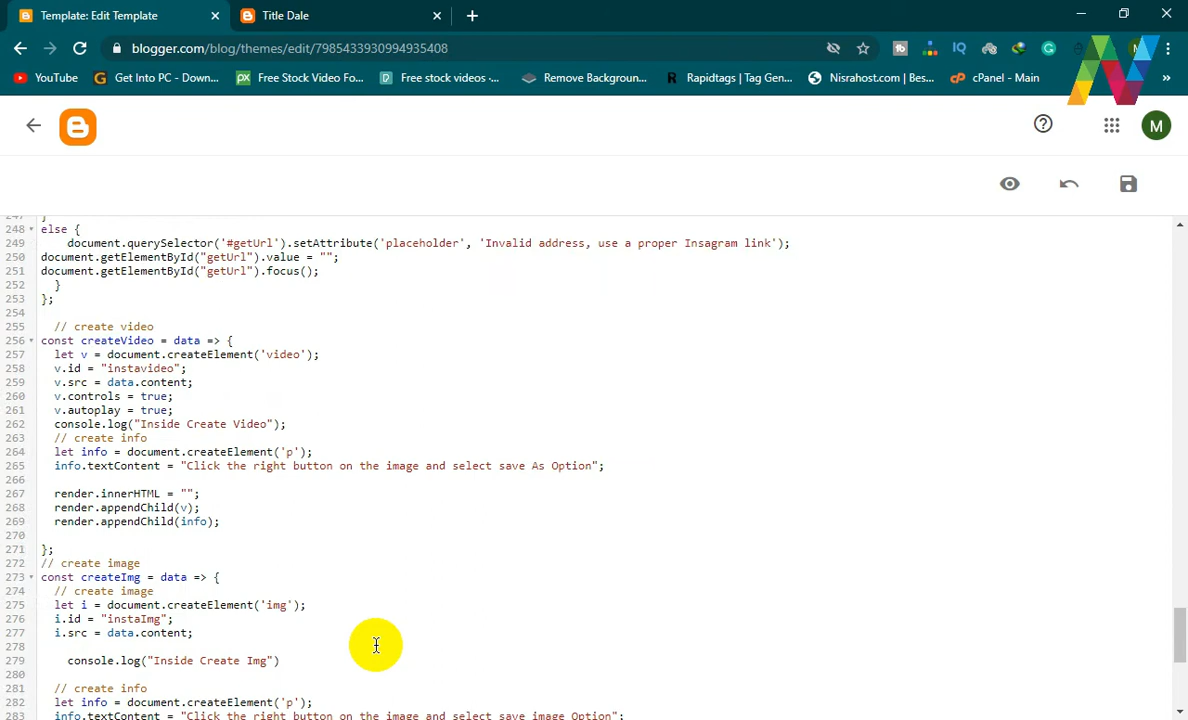 Template: Edit Template
Title Dale
blogger.com/blog/themes/edit/7985433930994935408
YouTube
Get Into PC - Down...
Free Stock Video Fo...
Free stock videos -...
Remove Backgroun...
Rapidtags | Tag Gen...
Nisrahost.com | Bes...
cPanel - Main
M
248 else {
249 document.querySelector('#getUrl').setAttribute('placeholder', 'Invalid address, use a proper Insagram link');
250 document.getElementById("getUrl").value = "";
251 document.getElementById("getUrl").focus();
252 }
253 };
254
255 // create video
256 const createVideo = data => {
257 let v = document.createElement('video');
258 v.id = "instavideo";
259 v.src = data.content;
260 v.controls = true;
261 v.autoplay = true;
262 console.log("Inside Create Video");
263 // create info
264 let info = document.createElement('p');
265 info.textContent = "Click the right button on the image and select save As Option";
266
267 render.innerHTML = "";
268 render.appendChild(v);
269 render.appendChild(info);
270
271 };
272 // create image
273 const createImg = data => {
274 // create image
275 let i = document.createElement('img');
276 i.id = "instaImg";
277 i.src = data.content;
278
279 console.log("Inside Create Img")
280
281 // create info
282 let info = document.createElement('p');
283 info.textContent = "Click the right button on the image and select save image Option";